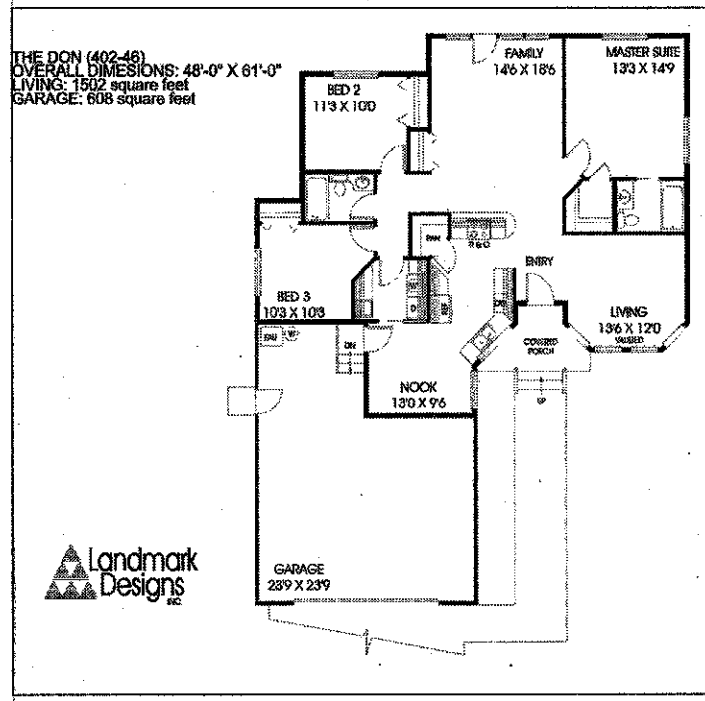 THE DON (402-46)
OVERALL DIMESIONS: 48'-0" X 61'-0"
LIVING: 1502 square feet
GARAGE: 608 square feet
FAMILY
14'6 X 18'6
MASTER SUITE
13'3 X 14'9
BED 2
11'3 X 10'0
PAN
R & O
ENTRY
BED 3
10'3 X 10'3
W
D
LIVING
13'6 X 12'0
VAULTED
FAU
W
DN
COVERED
PORCH
NOOK
13'0 X 9'6
UP
Landmark
Designs
INC.
GARAGE
23'9 X 23'9